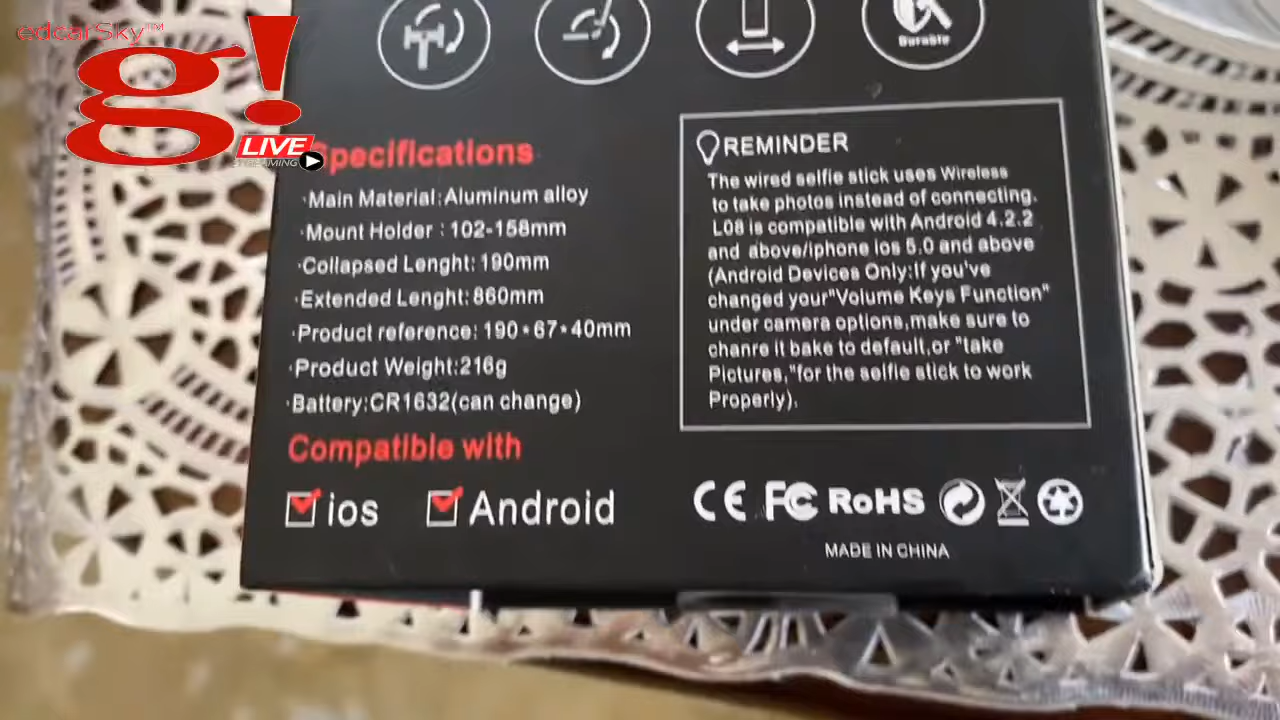 edcarSky™
g!
LIVE
STREAMING
Durable
Specifications
·Main Material:Aluminum alloy
·Mount Holder : 102-158mm
·Collapsed Lenght: 190mm
·Extended Lenght: 860mm
·Product reference: 190*67*40mm
·Product Weight:216g
·Battery:CR1632(can change)
Compatible with
ios
Android
REMINDER
The wired selfie stick uses Wireless
to take photos instead of connecting.
L08 is compatible with Android 4.2.2
and above/iphone ios 5.0 and above
(Android Devices Only:If you've
changed your"Volume Keys Function"
under camera options,make sure to
chanre it bake to default,or "take
Pictures,"for the selfie stick to work
Properly).
CE FC RoHS
MADE IN CHINA